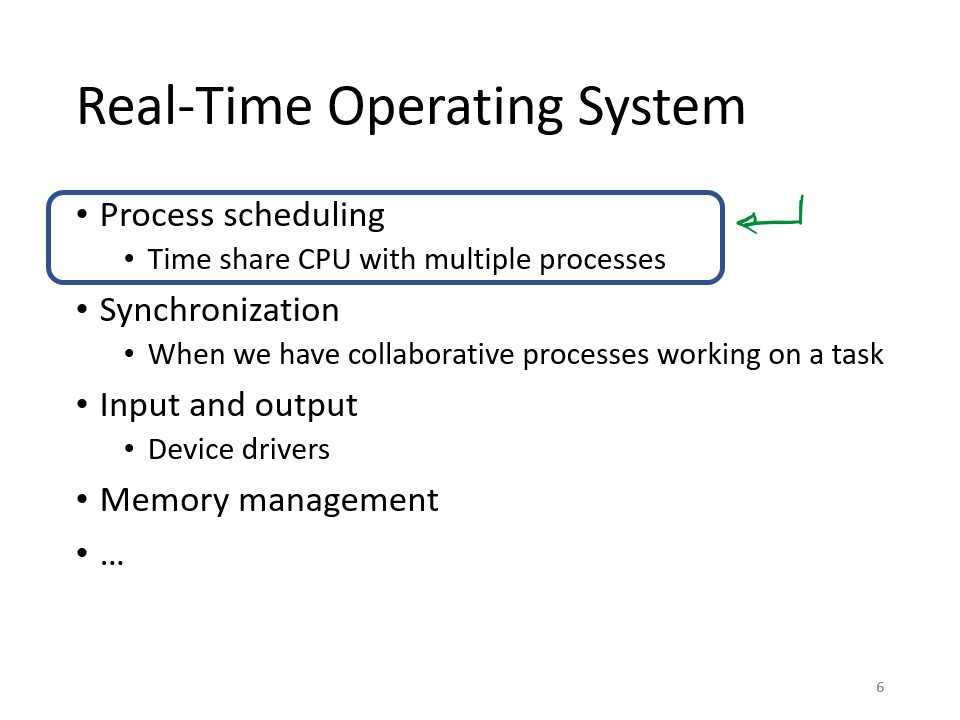 Real-Time Operating System
• Process scheduling
• Time share CPU with multiple processes
• Synchronization
• When we have collaborative processes working on a task
• Input and output
• Device drivers
• Memory management
• …
6